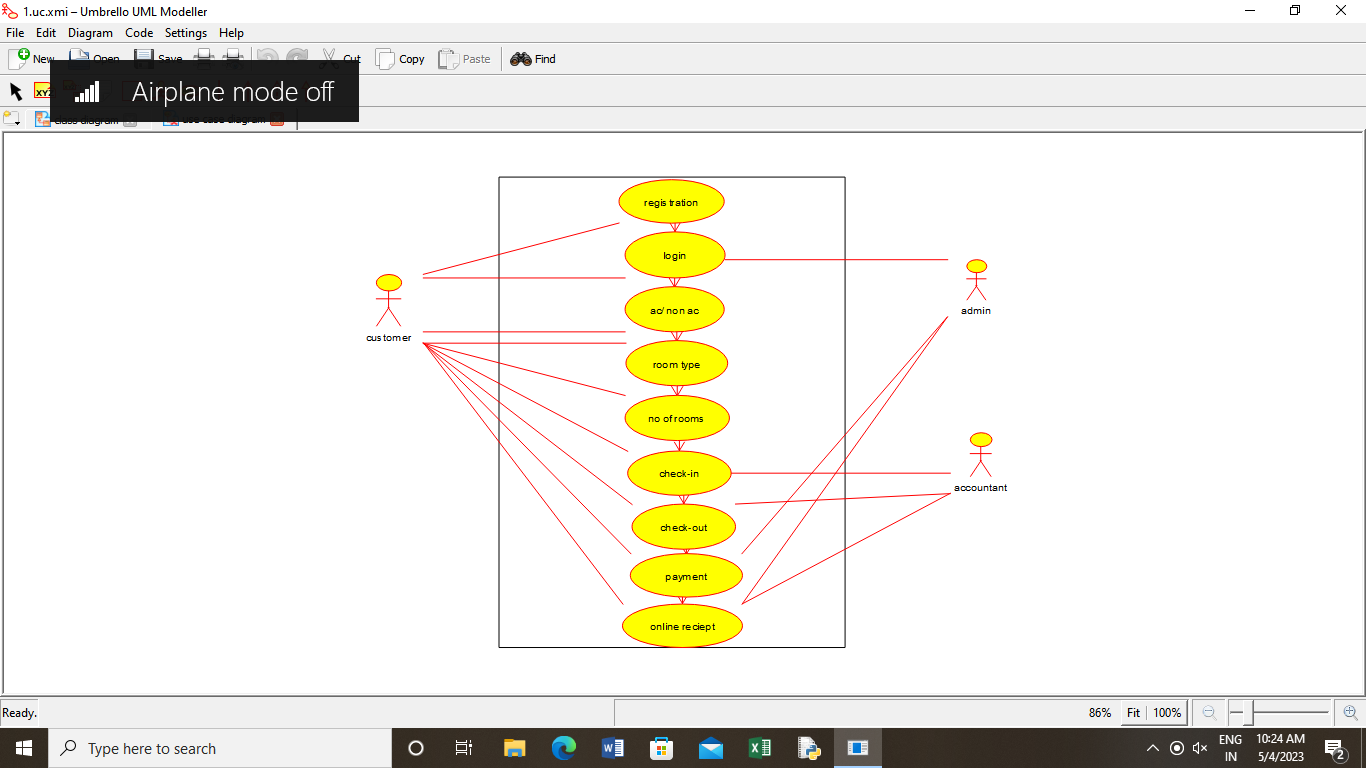 1.uc.xmi – Umbrello UML Modeller
File Edit Diagram Code Settings Help
New Open Save Cut Copy Paste Find
Airplane mode off
class diagram use case diagram
registration
login
ac/ non ac
room type
no of rooms
check-in
check-out
payment
online reciept
customer
admin
accountant
Ready.
86% Fit 100%
Type here to search
ENG
IN
10:24 AM
5/4/2023
2